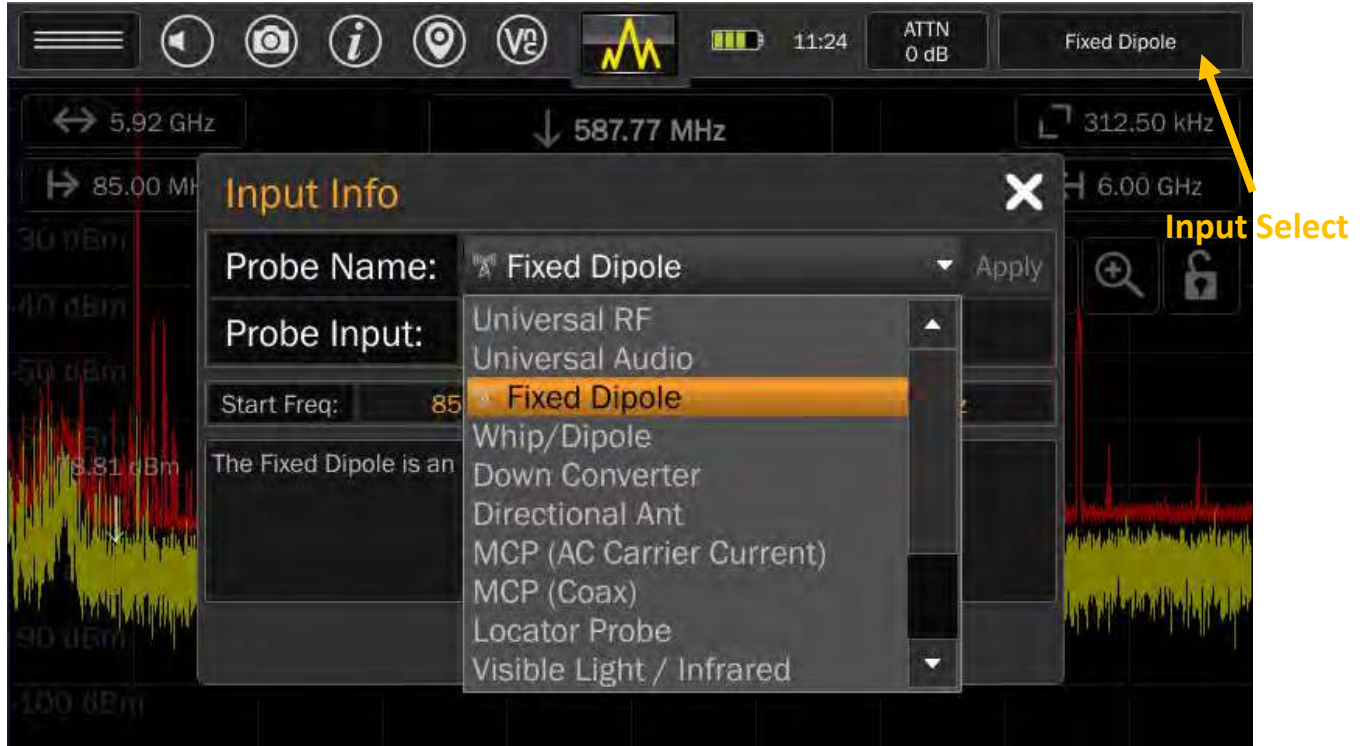 11:24
ATTN
0 dB
Fixed Dipole
5.92 GHz
587.77 MHz
312.50 kHz
85.00 MH
6.00 GHz
Input Select
Input Info
Probe Name:
Fixed Dipole
Apply
Probe Input:
Universal RF
Universal Audio
Fixed Dipole
Whip/Dipole
Down Converter
Directional Ant
MCP (AC Carrier Current)
MCP (Coax)
Locator Probe
Visible Light / Infrared
Start Freq:
85
The Fixed Dipole is an
30 dBm
-40 dBm
-50 dBm
78.81 dBm
90 dBm
-100 dBm